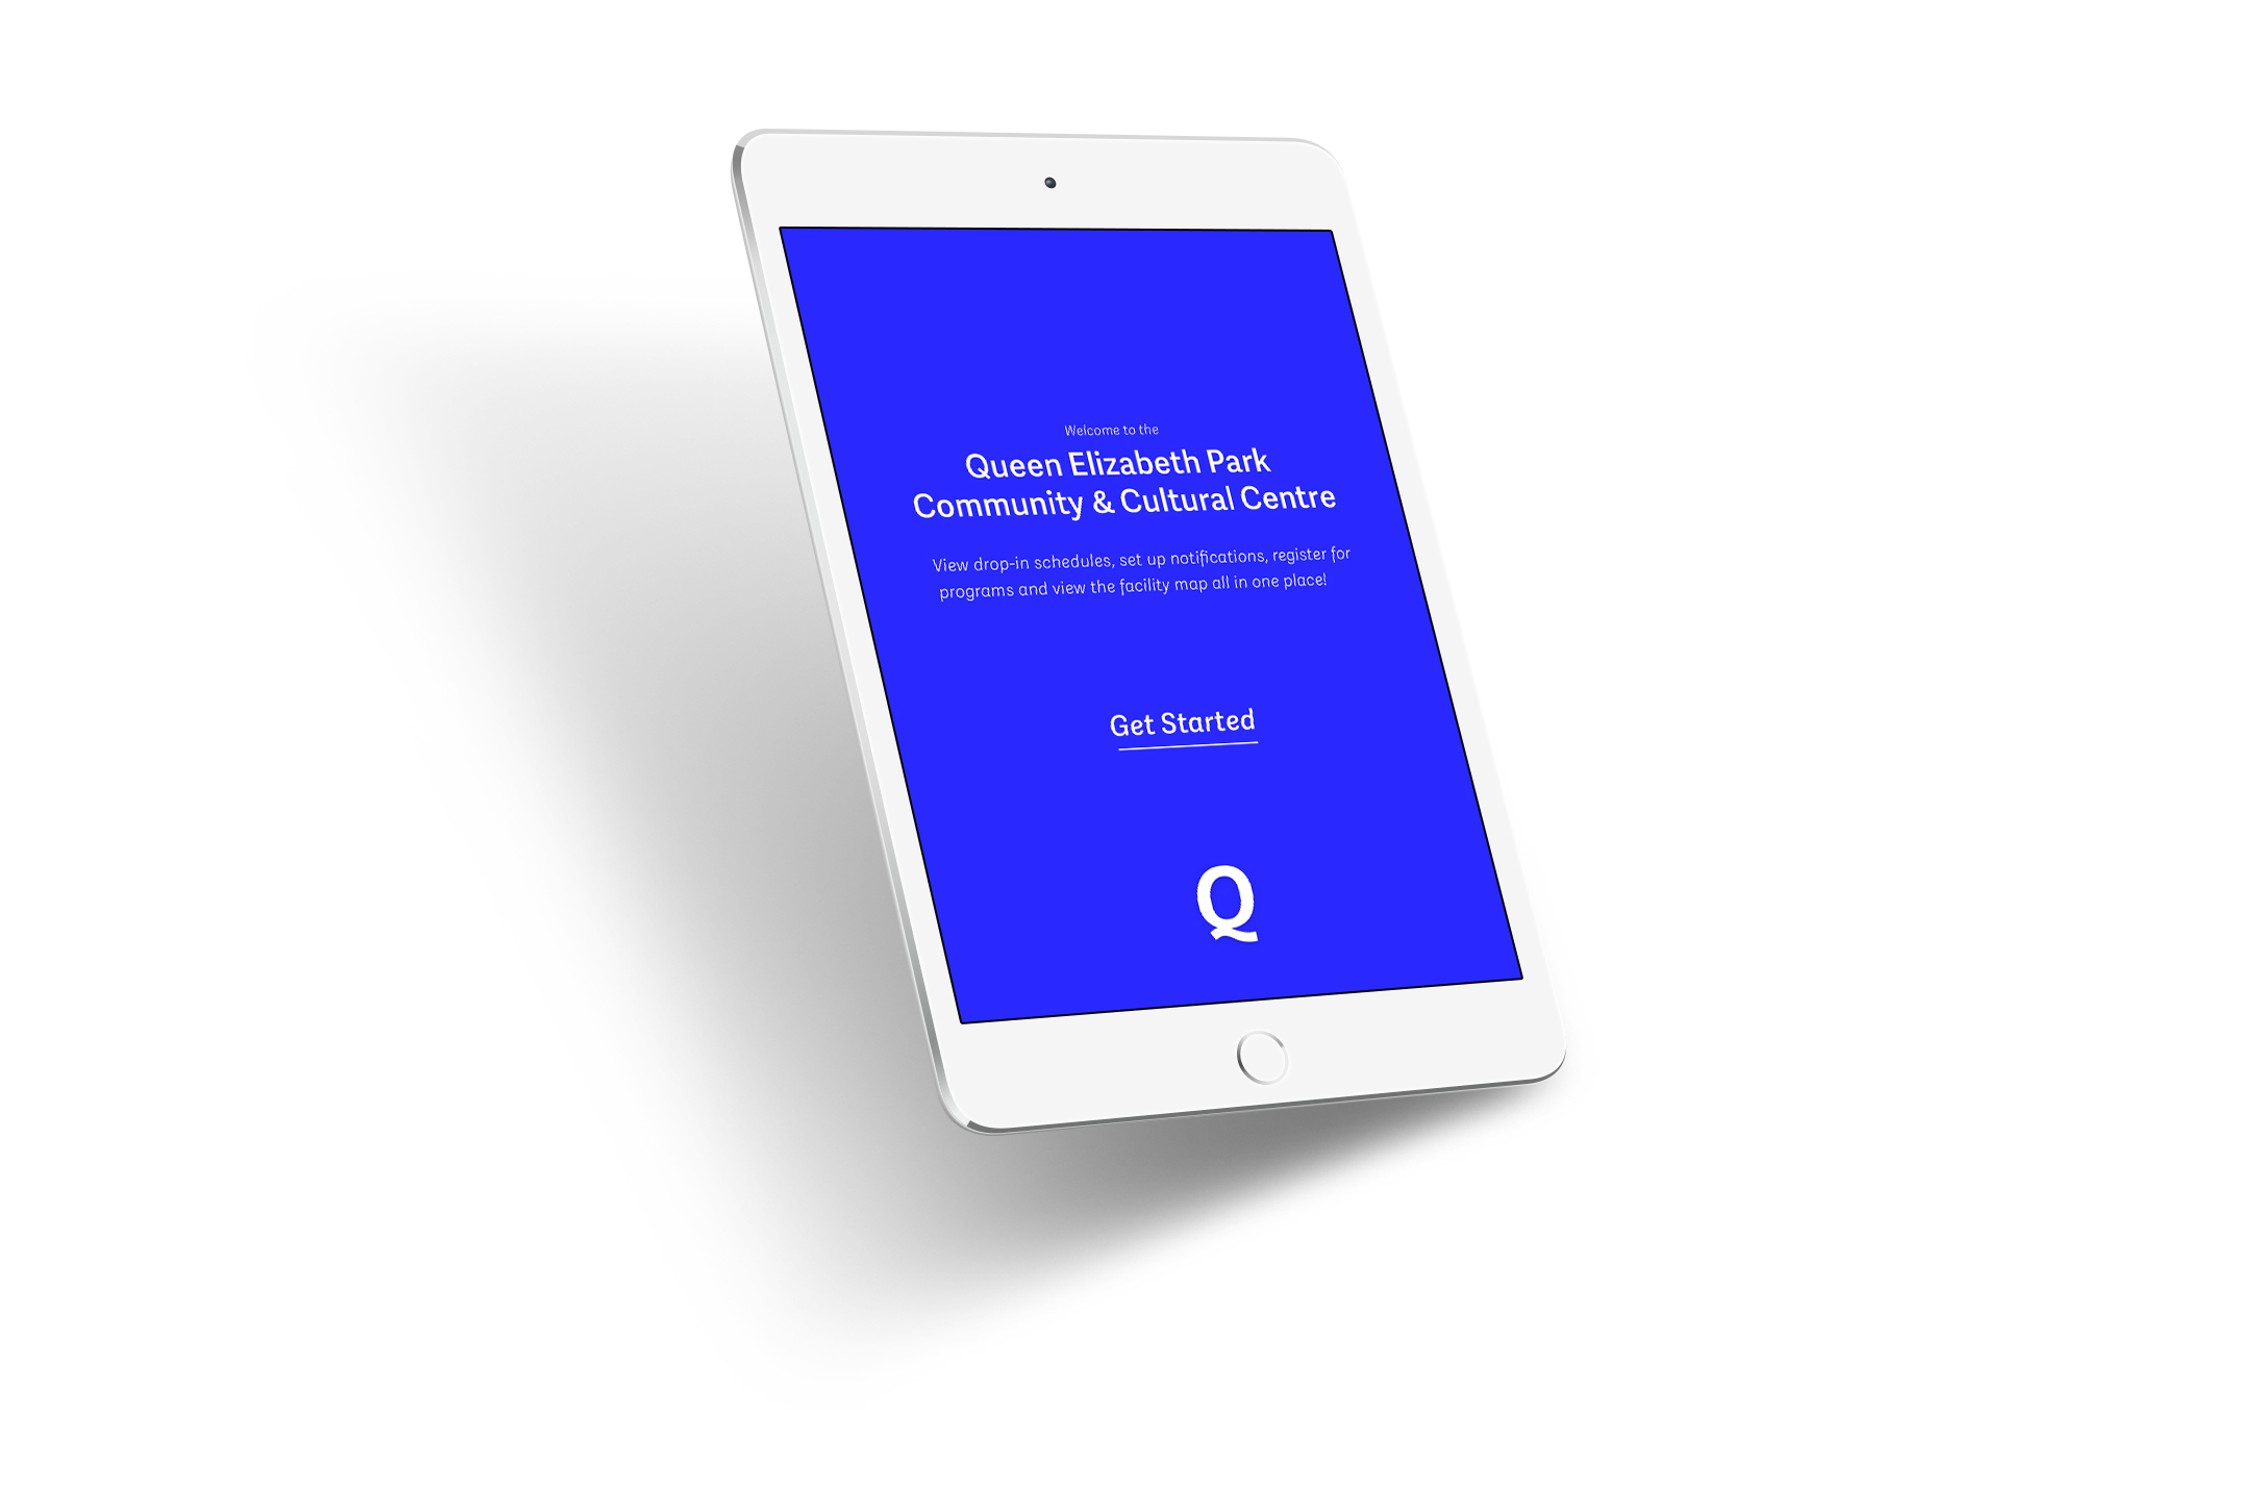 Welcome to the
Queen Elizabeth Park
Community & Cultural Centre
View drop-in schedules, set up notifications, register for
programs and view the facility map all in one place!
Get Started
Q